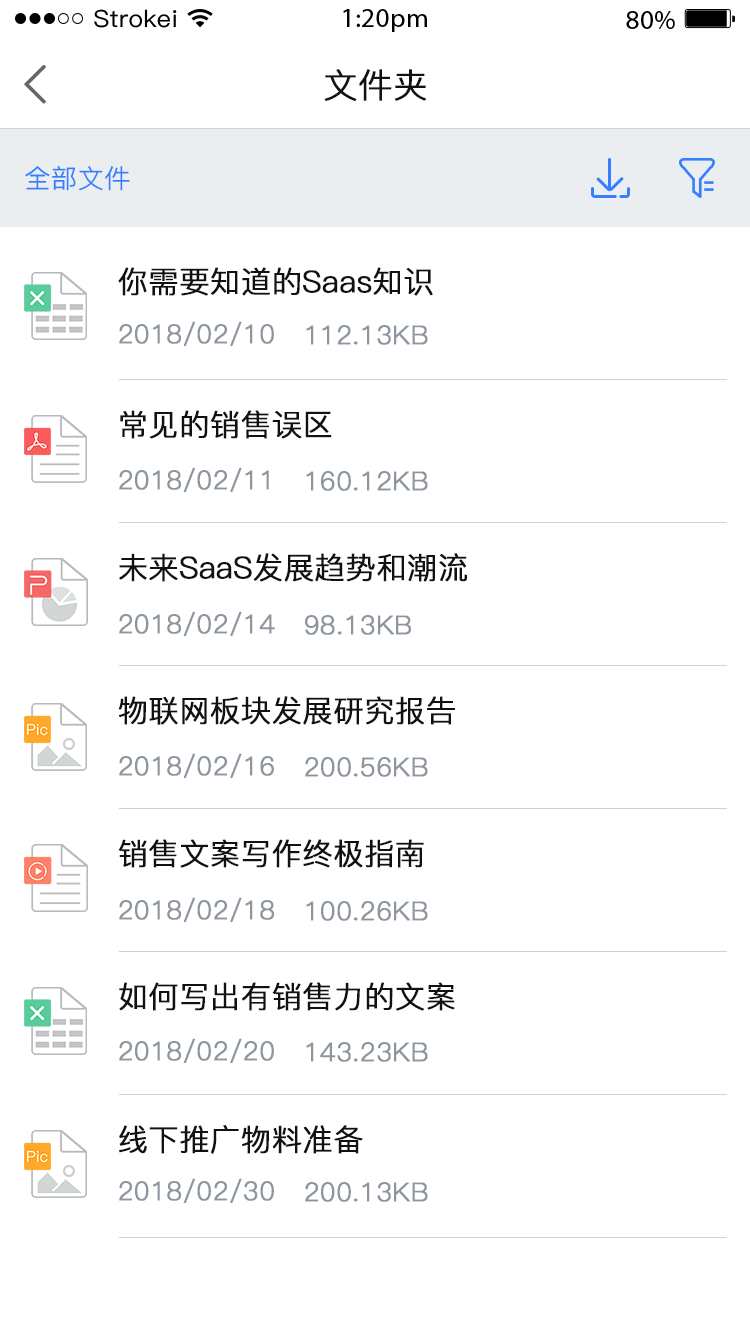 Strokei 1:20pm 80%
文件夹
全部文件
你需要知道的Saas知识
2018/02/10 112.13KB
常见的销售误区
2018/02/11 160.12KB
未来SaaS发展趋势和潮流
2018/02/14 98.13KB
Pic
物联网板块发展研究报告
2018/02/16 200.56KB
销售文案写作终极指南
2018/02/18 100.26KB
如何写出有销售力的文案
2018/02/20 143.23KB
Pic
线下推广物料准备
2018/02/30 200.13KB